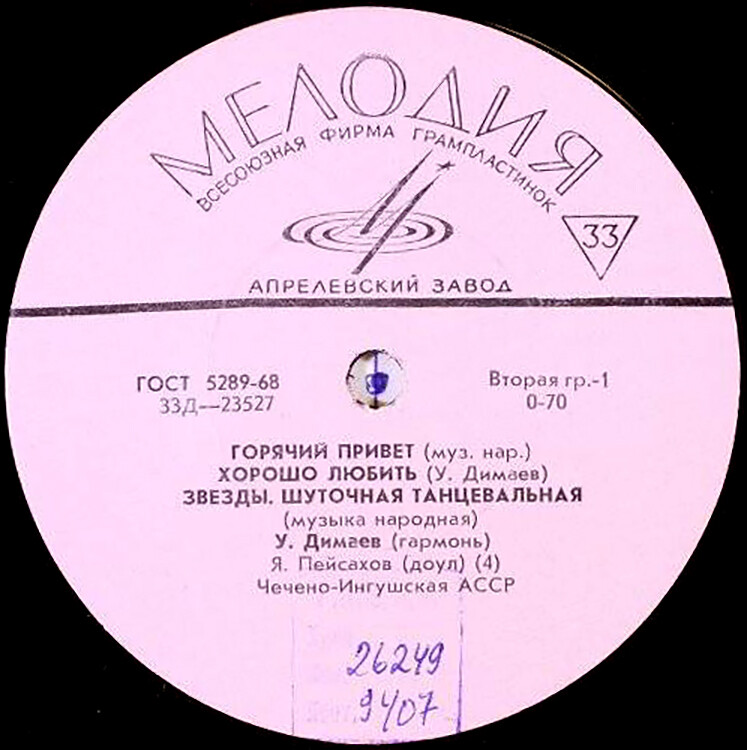 МЕЛОДИЯ
ВСЕСОЮЗНАЯ ФИРМА ГРАМПЛАСТИНОК
33
АПРЕЛЕВСКИЙ ЗАВОД
ГОСТ 5289-68
33Д—23527
Вторая гр.-1
0-70
ГОРЯЧИЙ ПРИВЕТ (муз. нар.)
ХОРОШО ЛЮБИТЬ (У. Димаев)
ЗВЕЗДЫ. ШУТОЧНАЯ ТАНЦЕВАЛЬНАЯ
(музыка народная)
У. Димаев (гармонь)
Я. Пейсахов (доул) (4)
Чечено-Ингушская АССР
26249
9407